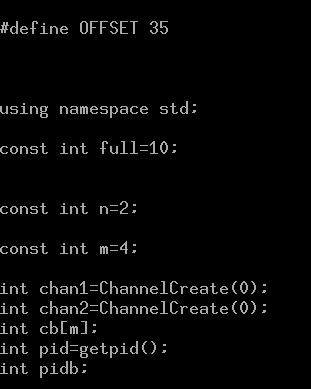 #define OFFSET 35
using namespace std;
const int full=10;
const int n=2;
const int m=4;
int chan1=ChannelCreate(0);
int chan2=ChannelCreate(0);
int cb[m];
int pid=getpid();
int pidb;